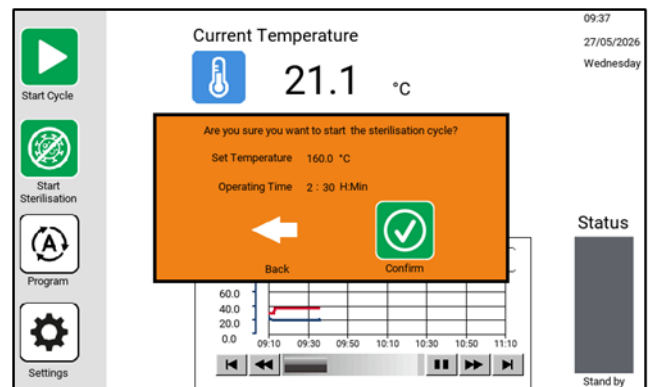 09:37
27/05/2026
Wednesday
Current Temperature
21.1 °C
Start Cycle
Start
Sterilisation
Program
Settings
Are you sure you want to start the sterilisation cycle?
Set Temperature 160.0 °C
Operating Time 2 : 30 H:Min
Back
Confirm
60.0
40.0
20.0
0.0
09:10 09:30 09:50 10:10 10:30 10:50 11:10
Status
Stand by